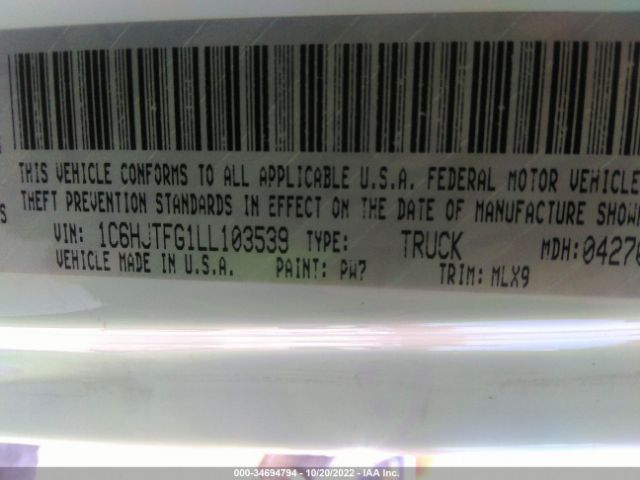 THIS VEHICLE CONFORMS TO ALL APPLICABLE U.S.A. FEDERAL MOTOR VEHICLE
THEFT PREVENTION STANDARDS IN EFFECT ON THE DATE OF MANUFACTURE SHOW
VIN: 1C6HJTFG1LL103539 TYPE: TRUCK MDH: 04270
VEHICLE MADE IN U.S.A. PAINT: PW7 TRIM: MLX9
000-34694794 - 10/20/2022 - IAA Inc.